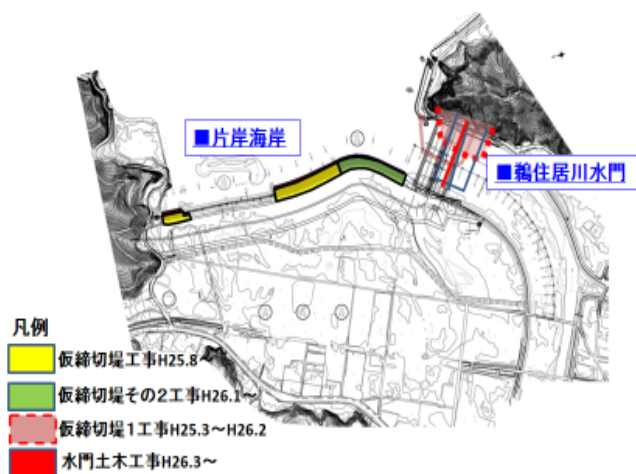 ■片岸海岸
■鵜住居川水門
凡例
仮締切堤工事H25.8～
仮締切堤その2工事H26.1～
仮締切堤1工事H25.3～H26.2
水門土木工事H26.3～